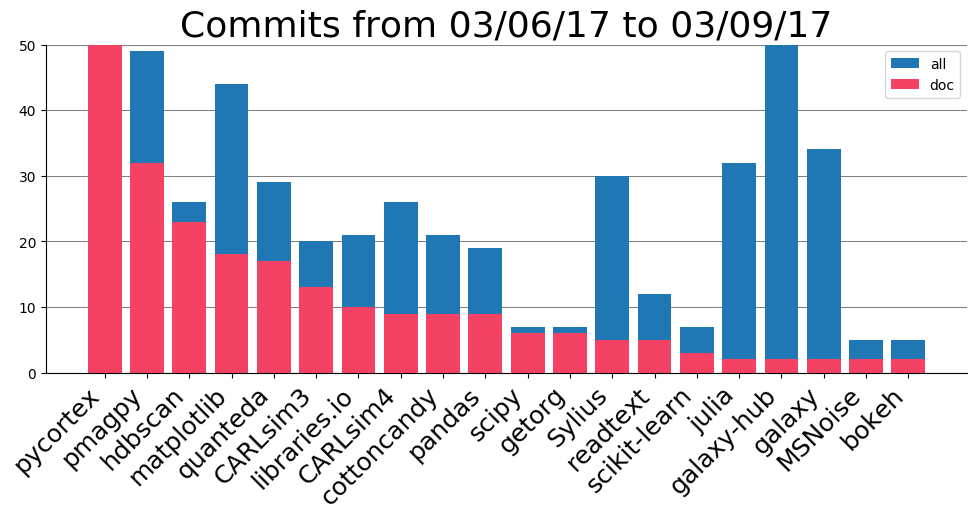 Commits from 03/06/17 to 03/09/17
all
doc
50
40
30
20
10
0
pycortex
pmagpy
hdbscan
matplotlib
quanteda
CARLsim3
libraries.io
CARLsim4
cottoncandy
pandas
scipy
getorg
Sylius
readtext
scikit-learn
julia
galaxy-hub
galaxy
MSNoise
bokeh